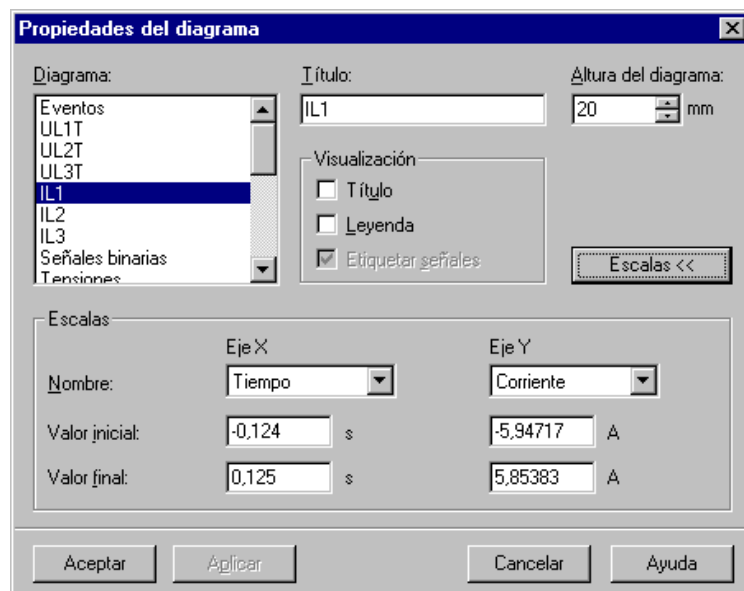 Propiedades del diagrama
Diagrama:
Eventos
UL1T
UL2T
UL3T
IL1
IL2
IL3
Señales binarias
Tensiones
Título:
IL1
Altura del diagrama:
20 mm
Visualización
Título
Leyenda
Etiquetar señales
Escalas <<
Escalas
Eje X Eje Y
Nombre: Tiempo Corriente
Valor inicial: -0,124 s -5,94717 A
Valor final: 0,125 s 5,85383 A
Aceptar Aplicar Cancelar Ayuda